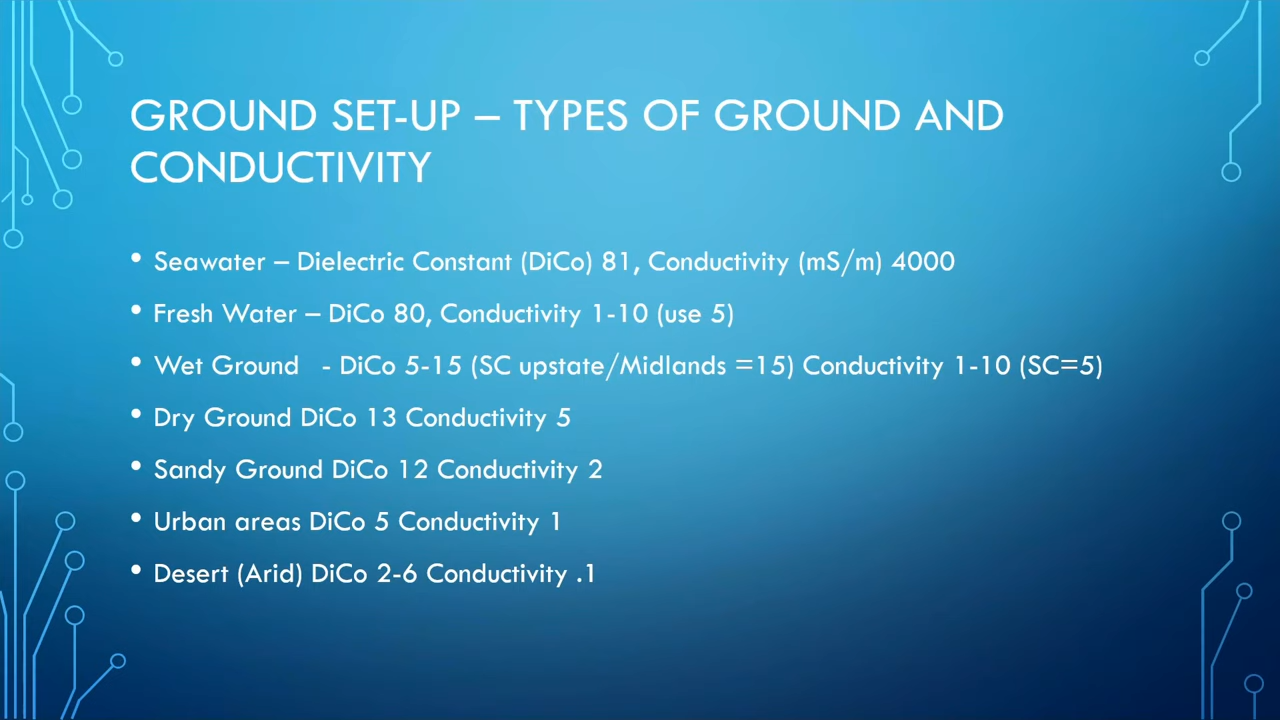 GROUND SET-UP – TYPES OF GROUND AND
CONDUCTIVITY
• Seawater – Dielectric Constant (DiCo) 81, Conductivity (mS/m) 4000
• Fresh Water – DiCo 80, Conductivity 1-10 (use 5)
• Wet Ground   - DiCo 5-15 (SC upstate/Midlands =15) Conductivity 1-10 (SC=5)
• Dry Ground DiCo 13 Conductivity 5
• Sandy Ground DiCo 12 Conductivity 2
• Urban areas DiCo 5 Conductivity 1
• Desert (Arid) DiCo 2-6 Conductivity .1